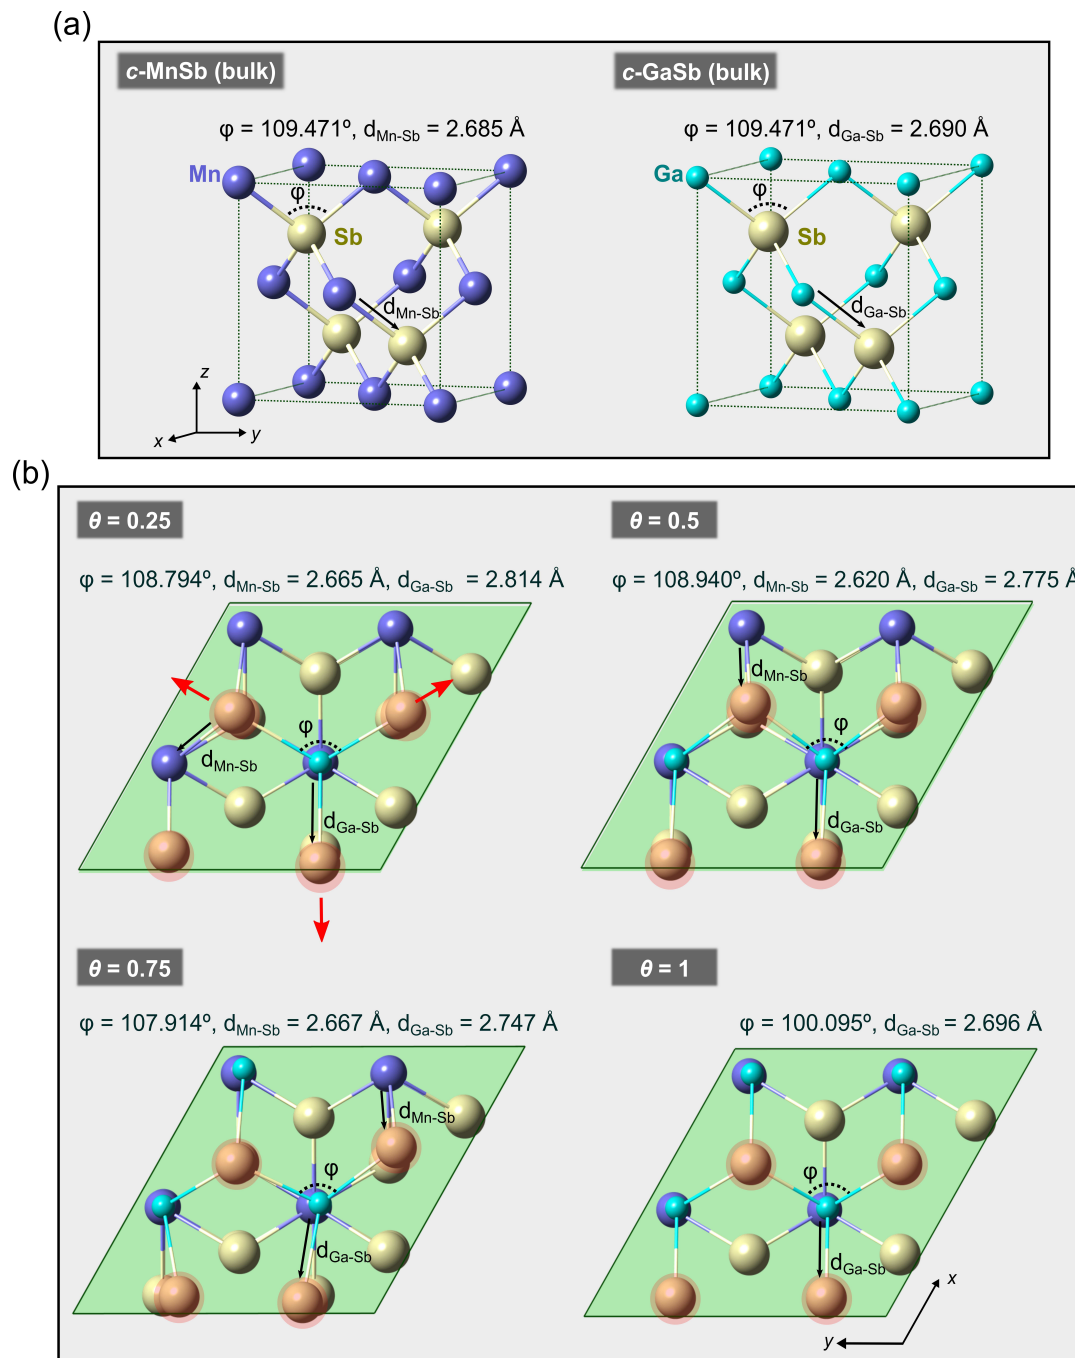 (a)
c-MnSb (bulk)
c-GaSb (bulk)
φ = 109.471º, dMn-Sb = 2.685 Å
φ = 109.471º, dGa-Sb = 2.690 Å
Mn
φ
Sb
dMn-Sb
z
x
y
Ga
φ
Sb
dGa-Sb
(b)
θ = 0.25
θ = 0.5
φ = 108.794º, dMn-Sb = 2.665 Å, dGa-Sb = 2.814 Å
φ = 108.940º, dMn-Sb = 2.620 Å, dGa-Sb = 2.775 Å
φ
dMn-Sb
dGa-Sb
dMn-Sb
φ
dGa-Sb
θ = 0.75
θ = 1
φ = 107.914º, dMn-Sb = 2.667 Å, dGa-Sb = 2.747 Å
φ = 100.095º, dGa-Sb = 2.696 Å
dMn-Sb
φ
dGa-Sb
φ
dGa-Sb
x
y